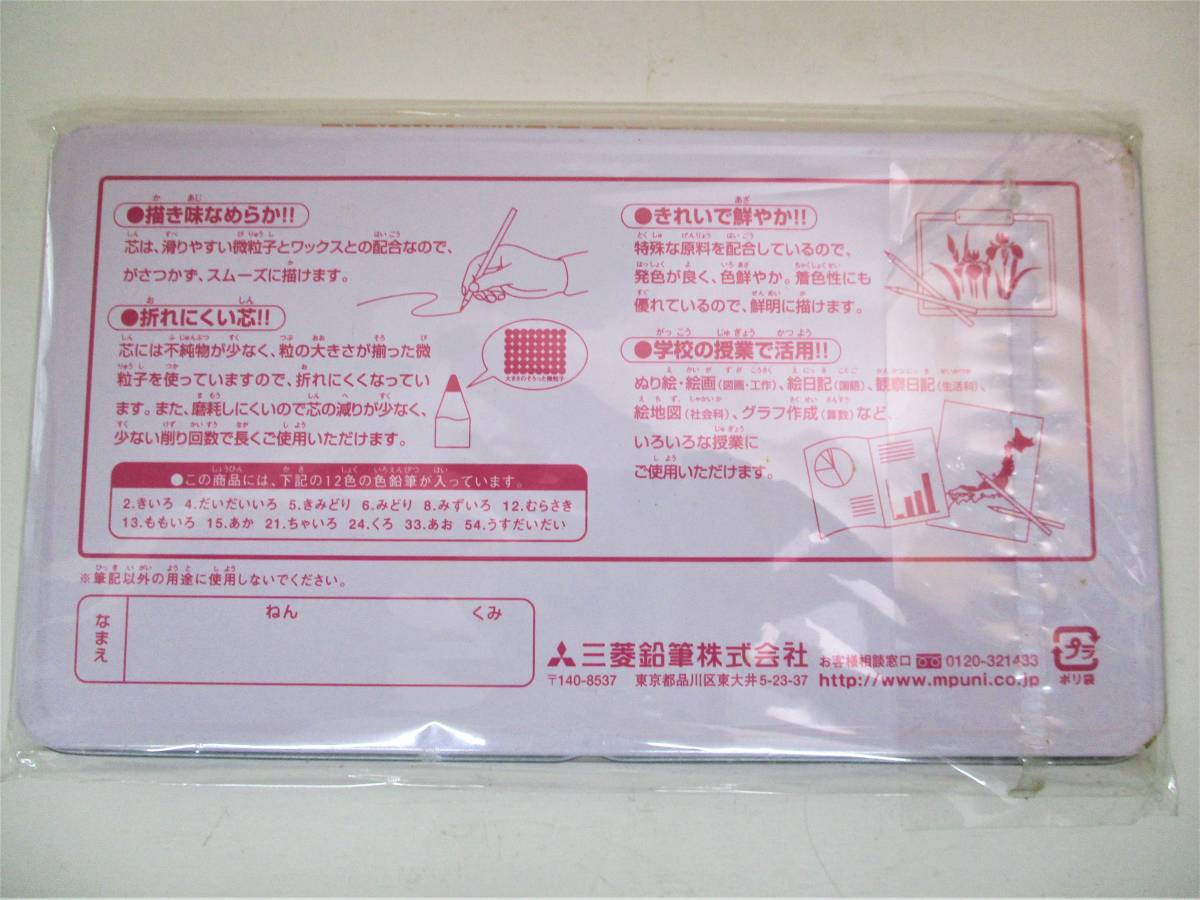 ●描き味なめらか!!
芯は、滑りやすい微粒子とワックスとの配合なので、
がさつかず、スムーズに描けます。
●折れにくい芯!!
芯には不純物が少なく、粒の大きさが揃った微
粒子を使っていますので、折れにくくなってい
ます。また、磨耗しにくいので芯の減りが少なく、
少ない削り回数で長くご使用いただけます。
大きさのそろった微粒子
●この商品には、下記の12色の色鉛筆が入っています。
2.きいろ 4.だいだいいろ 5.きみどり 6.みどり 8.みずいろ 12.むらさき
13.ももいろ 15.あか 21.ちゃいろ 24.くろ 33.あお 54.うすだいだい
●きれいで鮮やか!!
特殊な原料を配合しているので、
発色が良く、色鮮やか。着色性にも
優れているので、鮮明に描けます。
●学校の授業で活用!!
ぬり絵・絵画(図画・工作)、絵日記(国語)、観察日記(生活科)、
絵地図(社会科)、グラフ作成(算数)など、
いろいろな授業に
ご使用いただけます。
※筆記以外の用途に使用しないでください。
なまえ
ねん くみ
三菱鉛筆株式会社 お客様相談窓口 0120-321433
〒140-8537 東京都品川区東大井5-23-37 http://www.mpuni.co.jp
プラ
ポリ袋